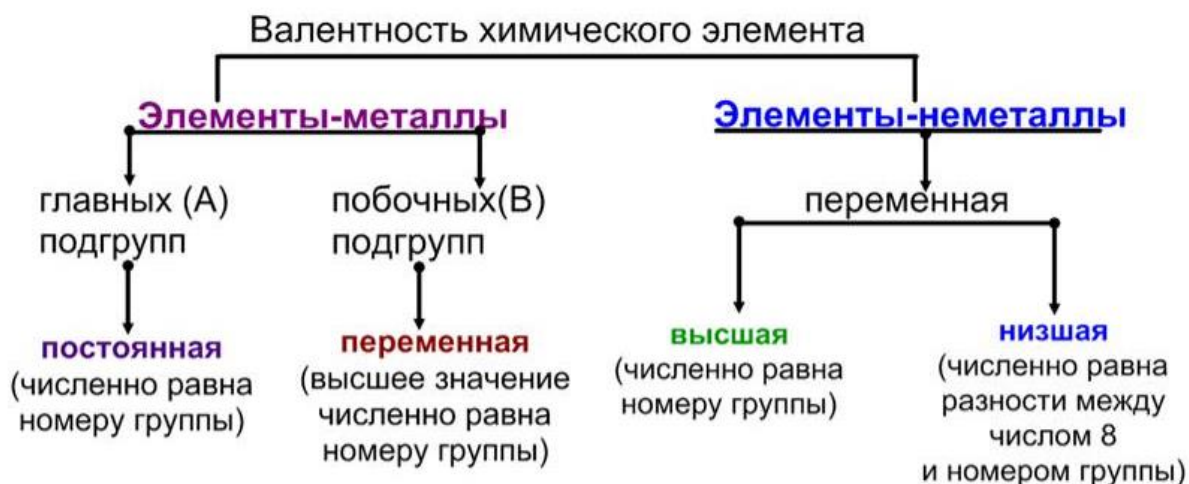 Валентность химического элемента
Элементы-металлы
Элементы-неметаллы
главных (А)
подгрупп
побочных(В)
подгрупп
переменная
постоянная
(численно равна
номеру группы)
переменная
(высшее значение
численно равна
номеру группы)
высшая
(численно равна
номеру группы)
низшая
(численно равна
разности между
числом 8
и номером группы)